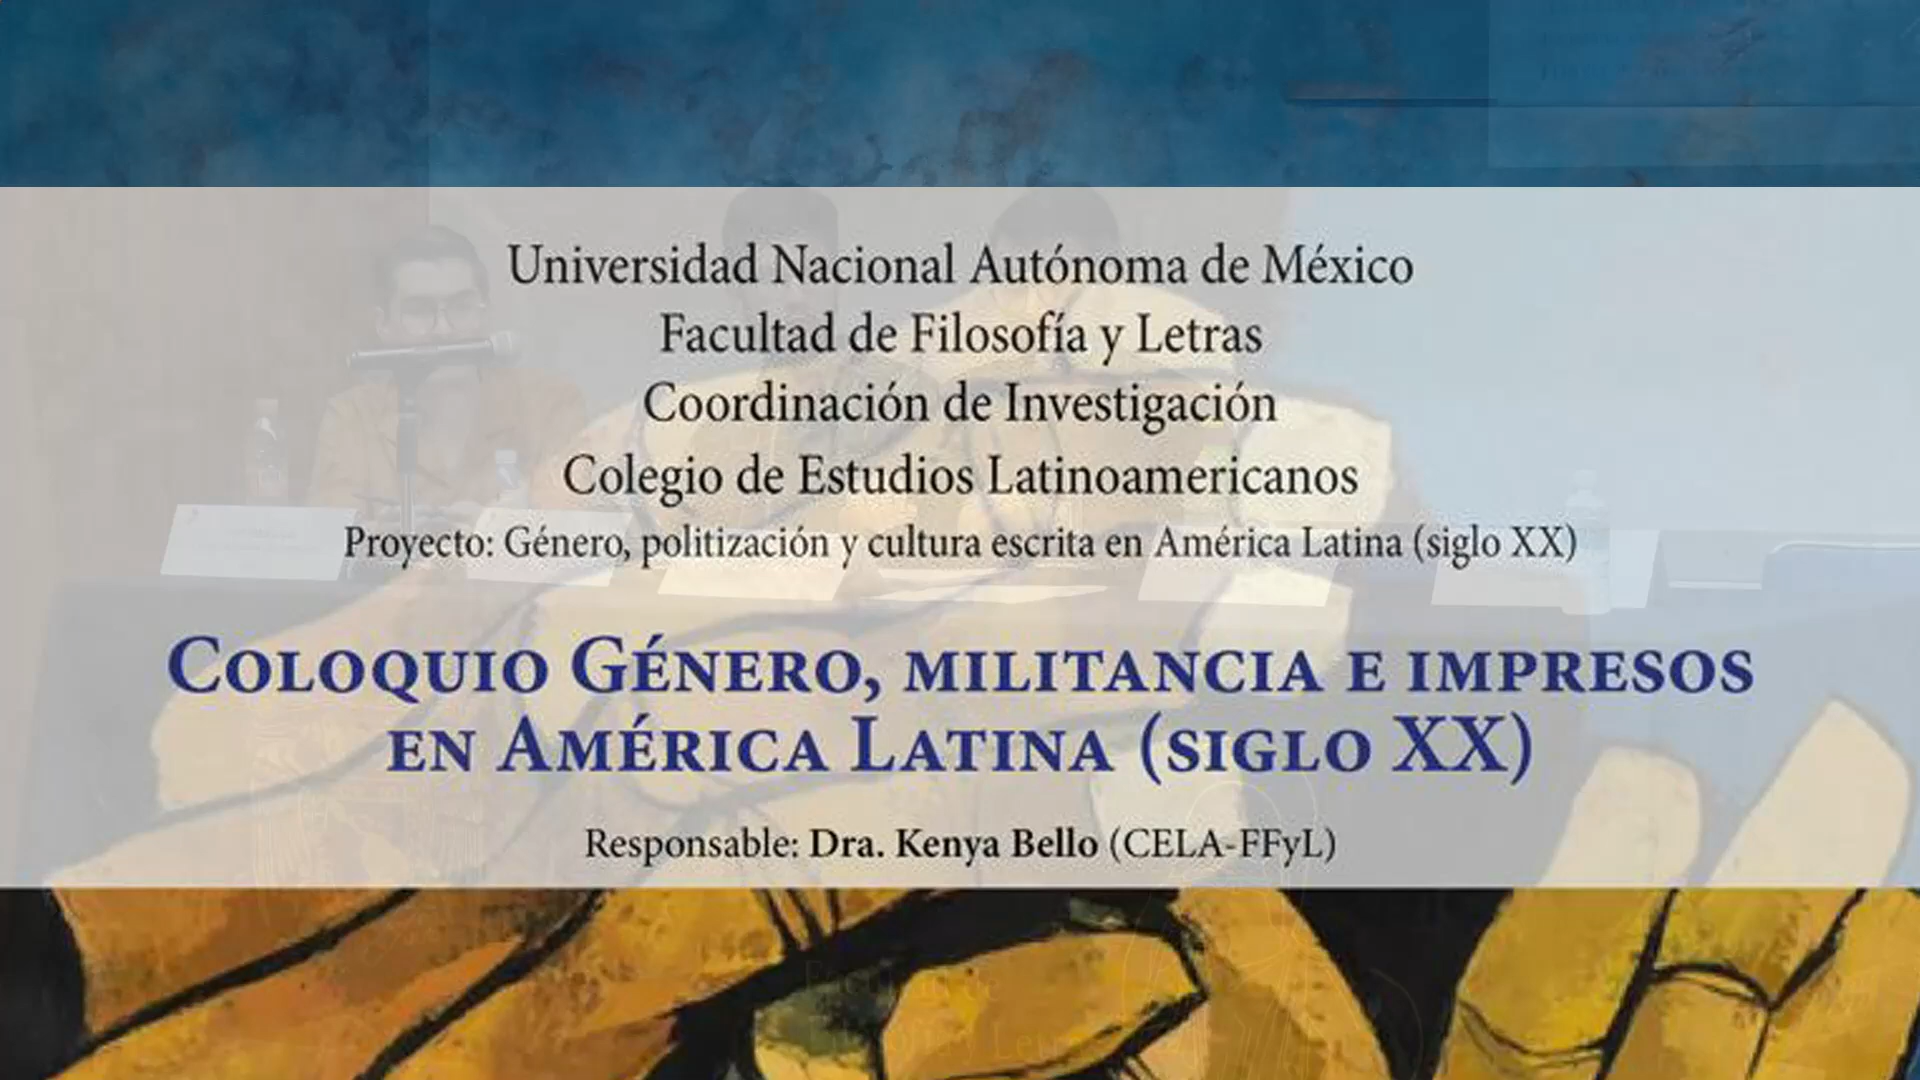 Universidad Nacional Autónoma de México
Facultad de Filosofía y Letras
Coordinación de Investigación
Colegio de Estudios Latinoamericanos
Proyecto: Género, politización y cultura escrita en América Latina (siglo XX)
Coloquio Género, militancia e impresos
en América Latina (siglo XX)
Responsable: Dra. Kenya Bello (CELA-FFyL)